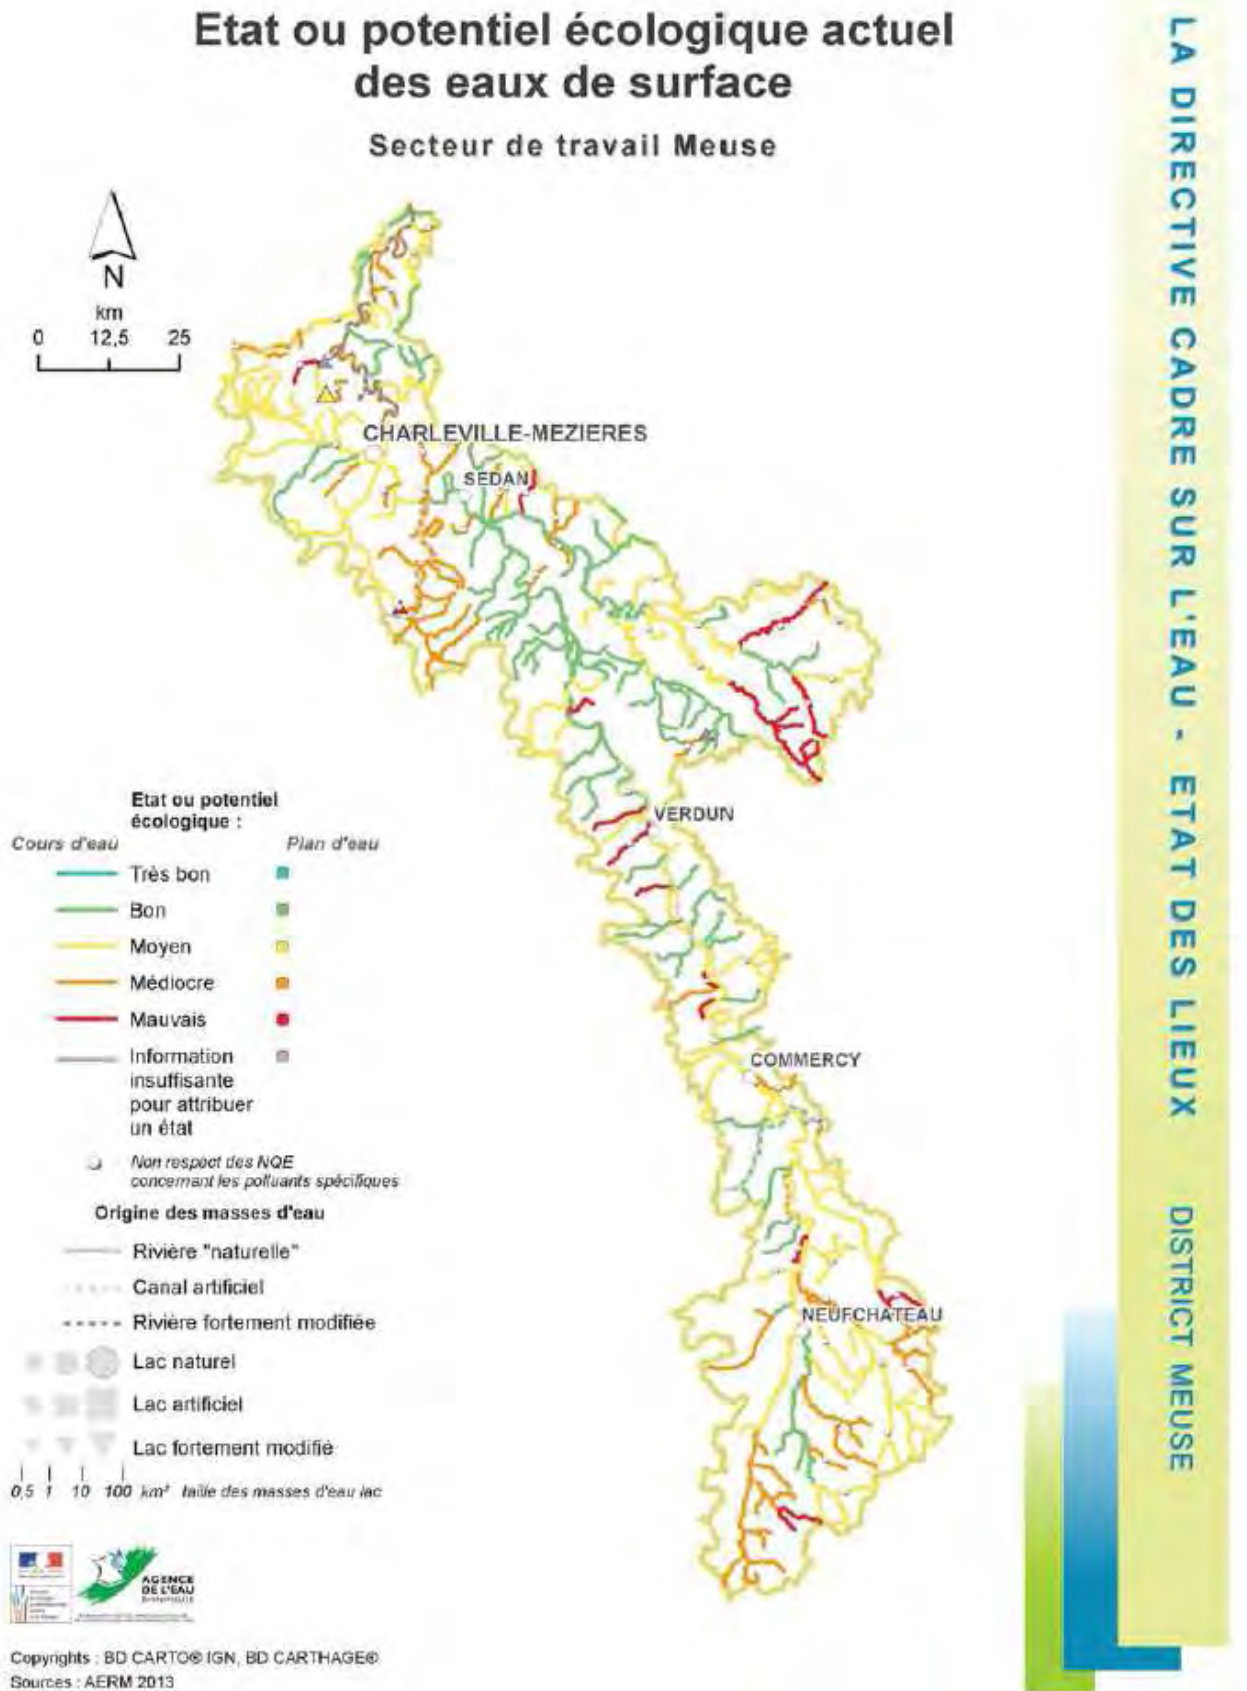 Etat ou potentiel écologique actuel
des eaux de surface
Secteur de travail Meuse
N
km
0 12,5 25
CHARLEVILLE-MEZIERES
SEDAN
VERDUN
COMMERCY
NEUFCHATEAU
Etat ou potentiel
écologique :
Cours d'eau Plan d'eau
Très bon
Bon
Moyen
Médiocre
Mauvais
Information
insuffisante
pour attribuer
un état
Non respect des NQE
concernant les polluants spécifiques
Origine des masses d'eau
Rivière "naturelle"
Canal artificiel
Rivière fortement modifiée
Lac naturel
Lac artificiel
Lac fortement modifié
0,5 1 10 100 km² taille des masses d'eau lac
AGENCE
DE L'EAU
Copyrights : BD CARTO® IGN, BD CARTHAGE®
Sources : AERM 2013
LA DIRECTIVE CADRE SUR L'EAU - ETAT DES LIEUX DISTRICT MEUSE